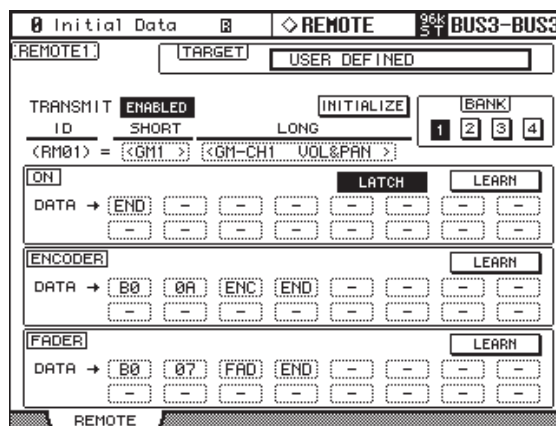 0 Initial Data ◇REMOTE 96k ST BUS3-BUS3
REMOTE1 TARGET USER DEFINED
TRANSMIT ENABLED INITIALIZE BANK
ID SHORT LONG 1 2 3 4
(RM01) = <GM1 > <GM-CH1 VOL&PAN >
ON LATCH LEARN
DATA → END - - - - - - -
- - - - - - - -
ENCODER LEARN
DATA → B0 0A ENC END - - - -
- - - - - - - -
FADER LEARN
DATA → B0 07 FAD END - - - -
- - - - - - - -
REMOTE